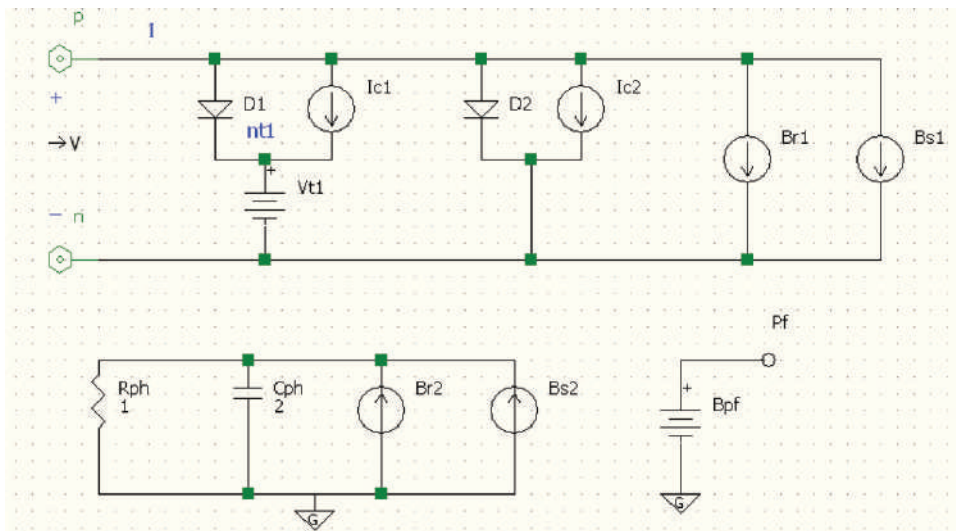 p
I
D1
Ic1
D2
Ic2
+
nt1
→V
Vt1
+
Br1
Bs1
−
n
Rph
1
Cph
2
Br2
Bs2
Pf
+
Bpf
G
G